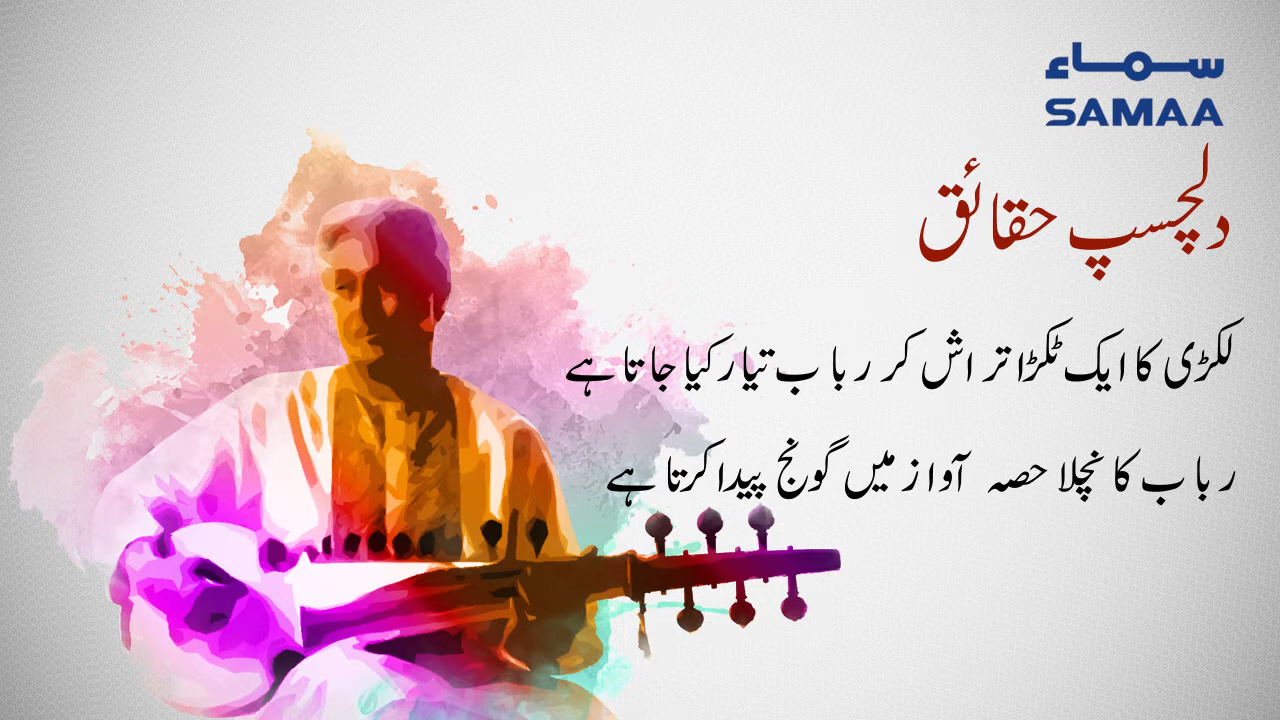 سماء
SAMAA
دلچسپ حقائق
لکڑی کا ایک ٹکڑا تراش کر رباب تیار کیا جاتا ہے
رباب کا نچلا حصہ آواز میں گونج پیدا کرتا ہے